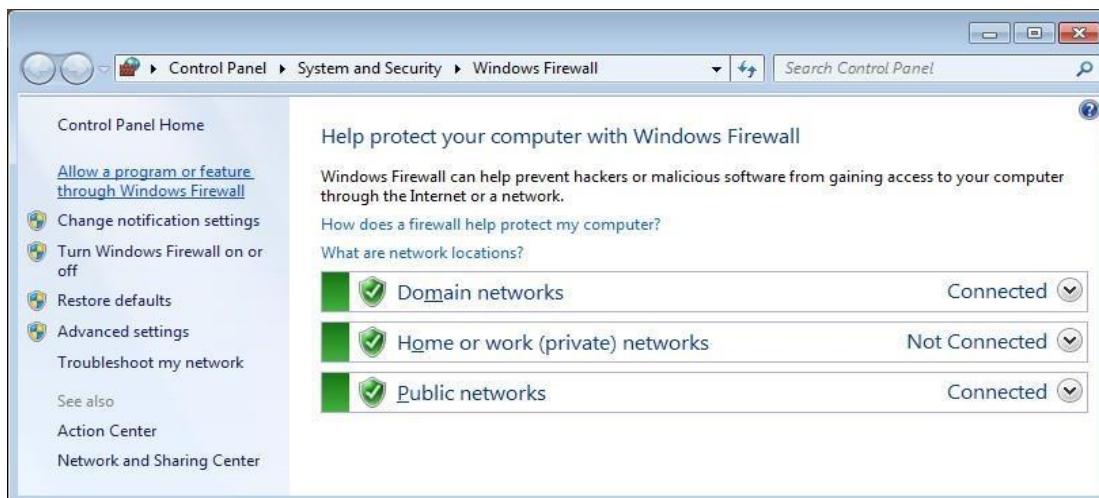 Control Panel ▸ System and Security ▸ Windows Firewall
Search Control Panel
Control Panel Home
Allow a program or feature
through Windows Firewall
Change notification settings
Turn Windows Firewall on or
off
Restore defaults
Advanced settings
Troubleshoot my network
See also
Action Center
Network and Sharing Center
Help protect your computer with Windows Firewall
Windows Firewall can help prevent hackers or malicious software from gaining access to your computer
through the Internet or a network.
How does a firewall help protect my computer?
What are network locations?
Domain networks Connected
Home or work (private) networks Not Connected
Public networks Connected